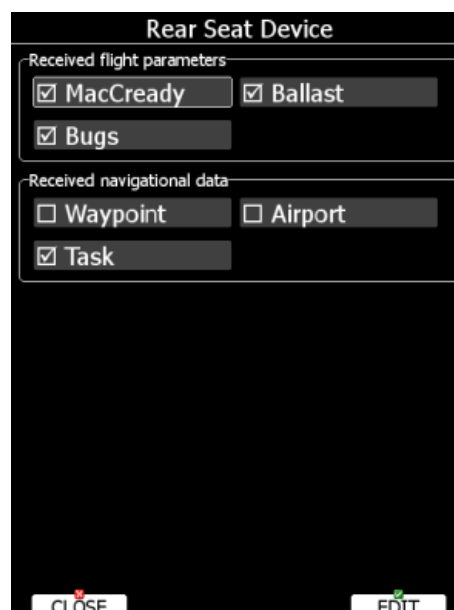 Rear Seat Device
Received flight parameters
MacCready Ballast
Bugs
Received navigational data
Waypoint Airport
Task
CLOSE EDIT